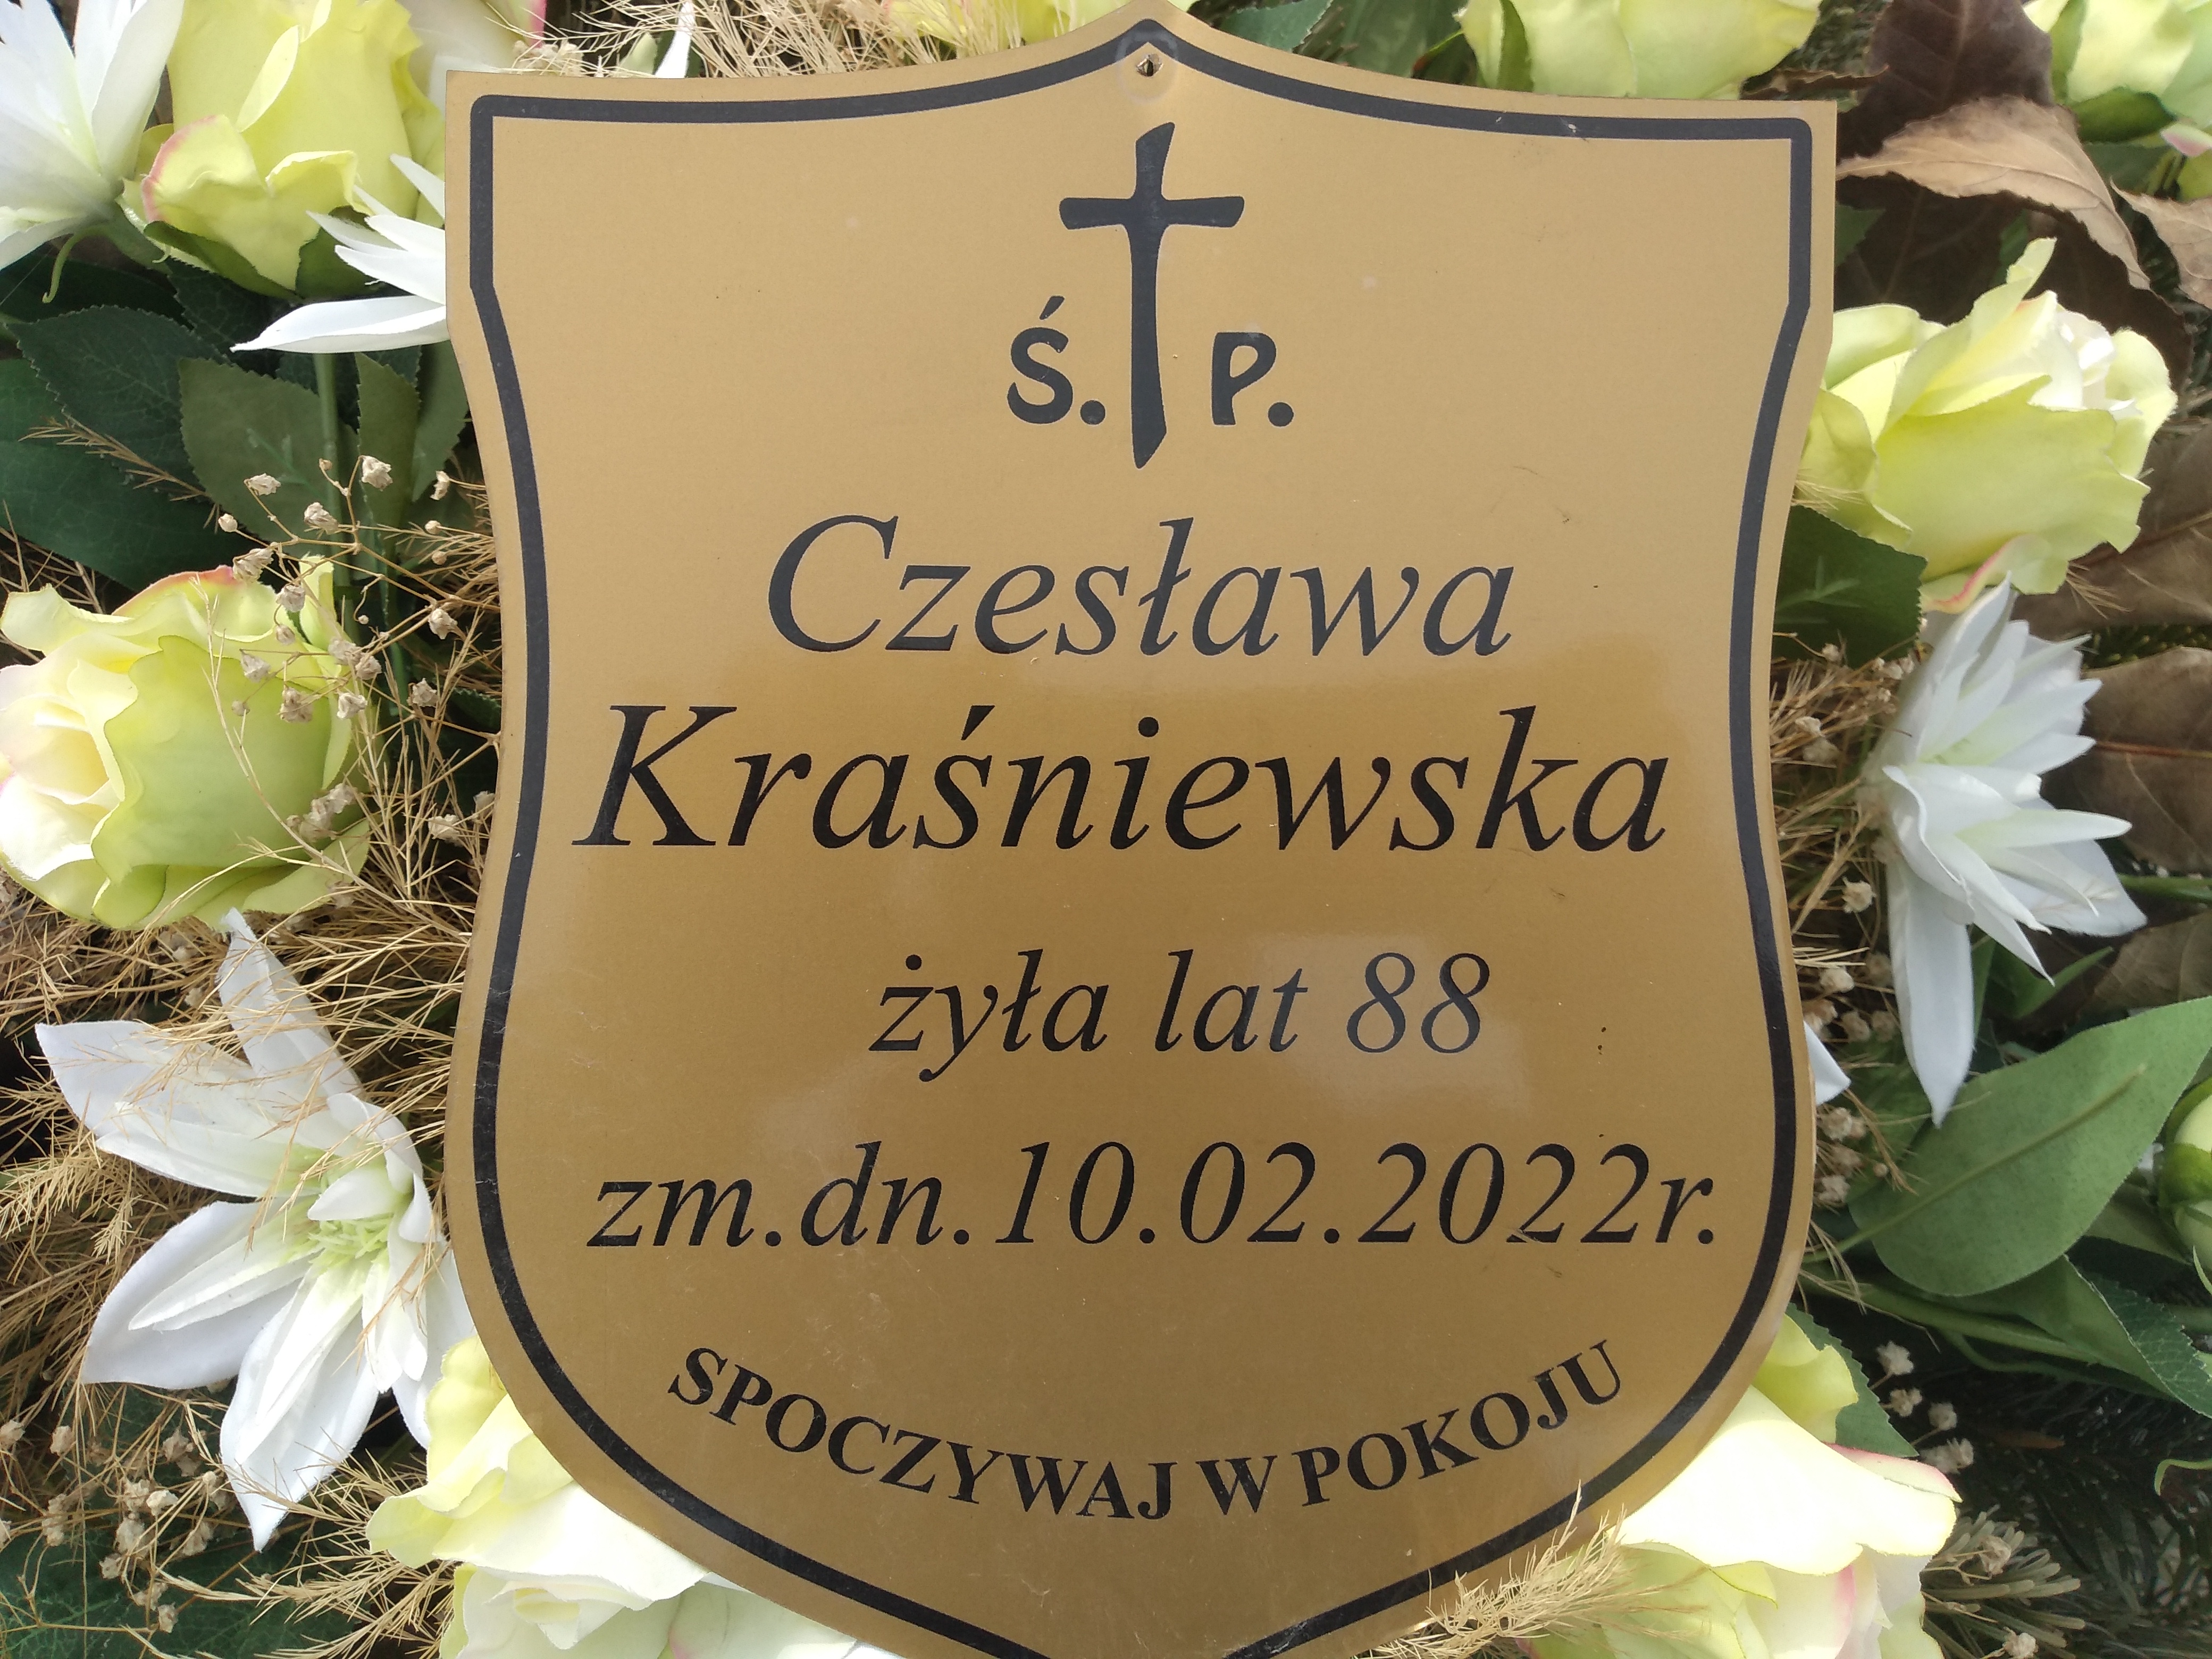 Ś. P.
Czesława
Kraśniewska
żyła lat 88
zm.dn.10.02.2022r.
SPOCZYWAJ W POKOJU